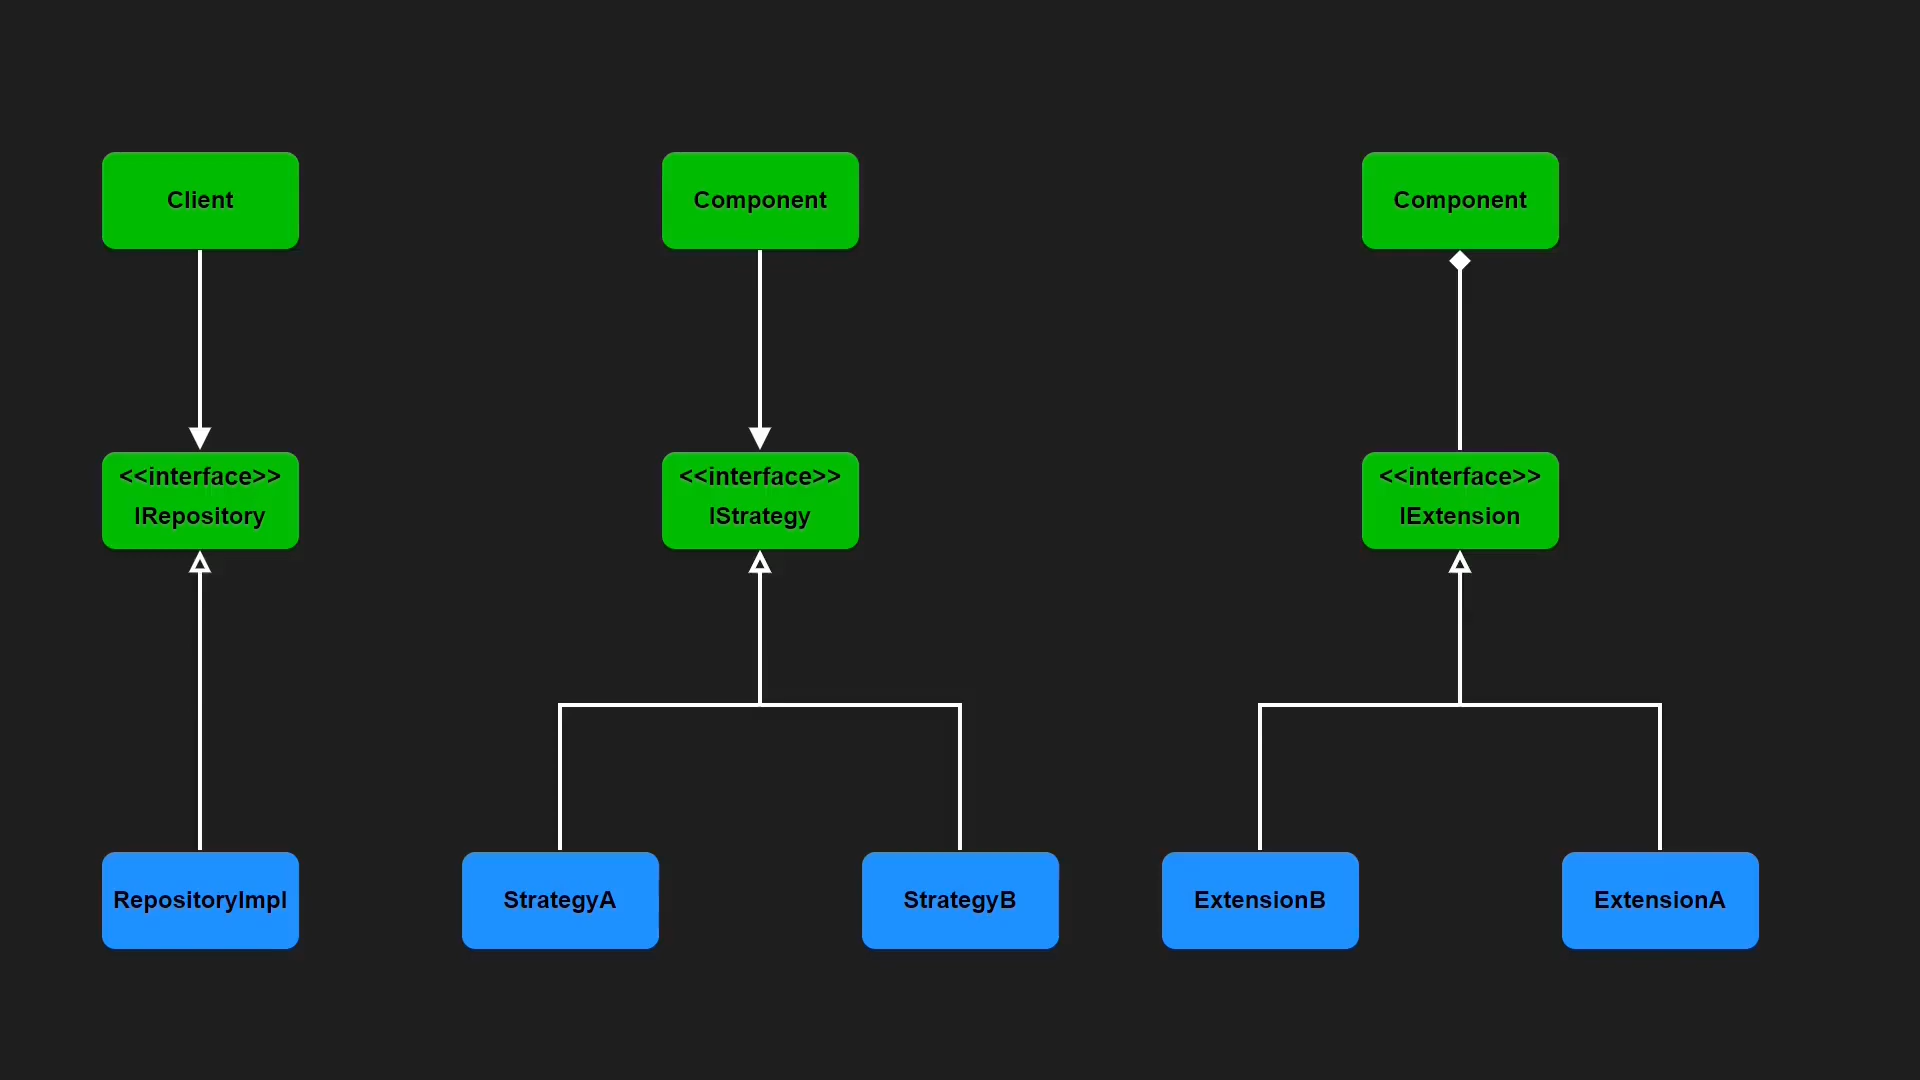 Client
Component
Component
<<interface>>
IRepository
<<interface>>
IStrategy
<<interface>>
IExtension
RepositoryImpl
StrategyA
StrategyB
ExtensionB
ExtensionA